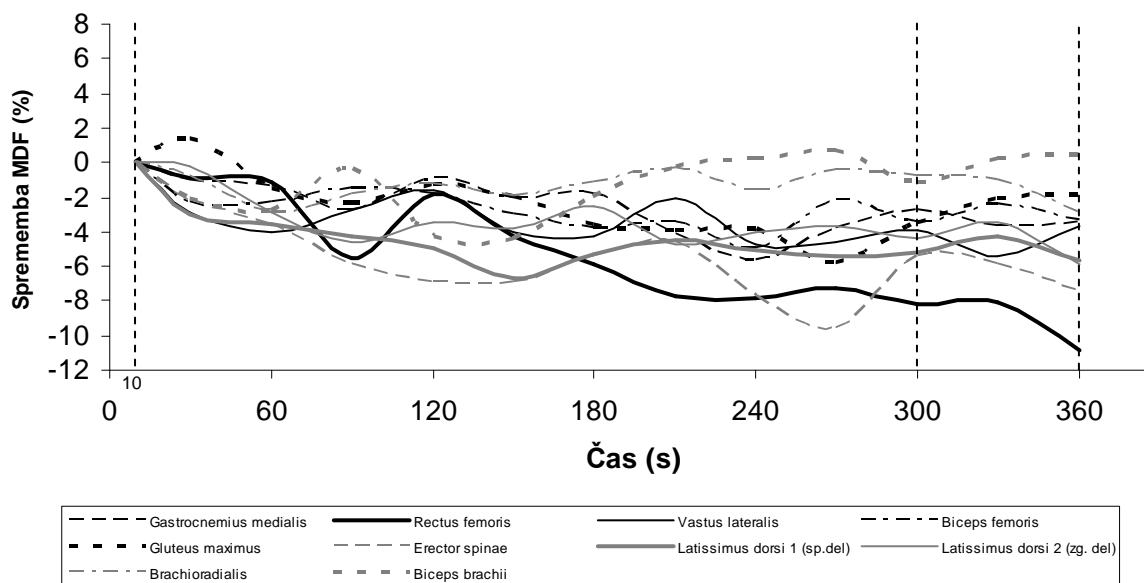 Sprememba MDF (%)
8
6
4
2
0
-2
-4
-6
-8
-10
-12
10
0 60 120 180 240 300 360
Čas (s)
Gastrocnemius medialis Rectus femoris Vastus lateralis Biceps femoris
Gluteus maximus Erector spinae Latissimus dorsi 1 (sp.del) Latissimus dorsi 2 (zg. del)
Brachioradialis Biceps brachii